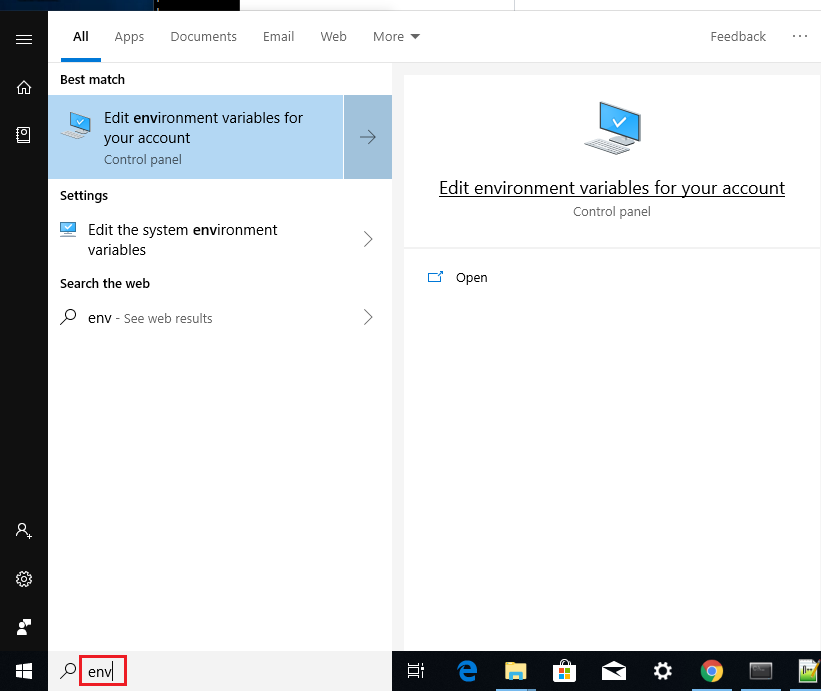 All Apps Documents Email Web More Feedback ...
Best match
Edit environment variables for
your account
Control panel
Settings
Edit the system environment
variables
Search the web
env - See web results
Edit environment variables for your account
Control panel
Open
env